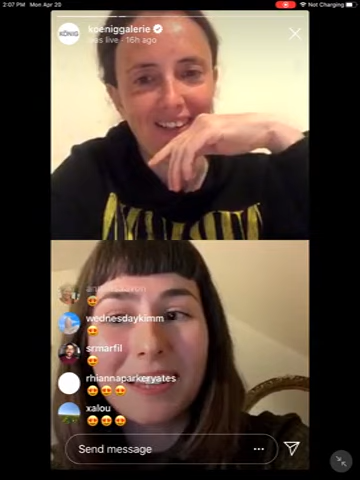 2:07 PM Mon Apr 20
Not Charging
KÖNIG
koeniggalerie
was live · 16h ago
wednesdaykimm
srmarfil
rhiannaparkeryates
xalou
Send message